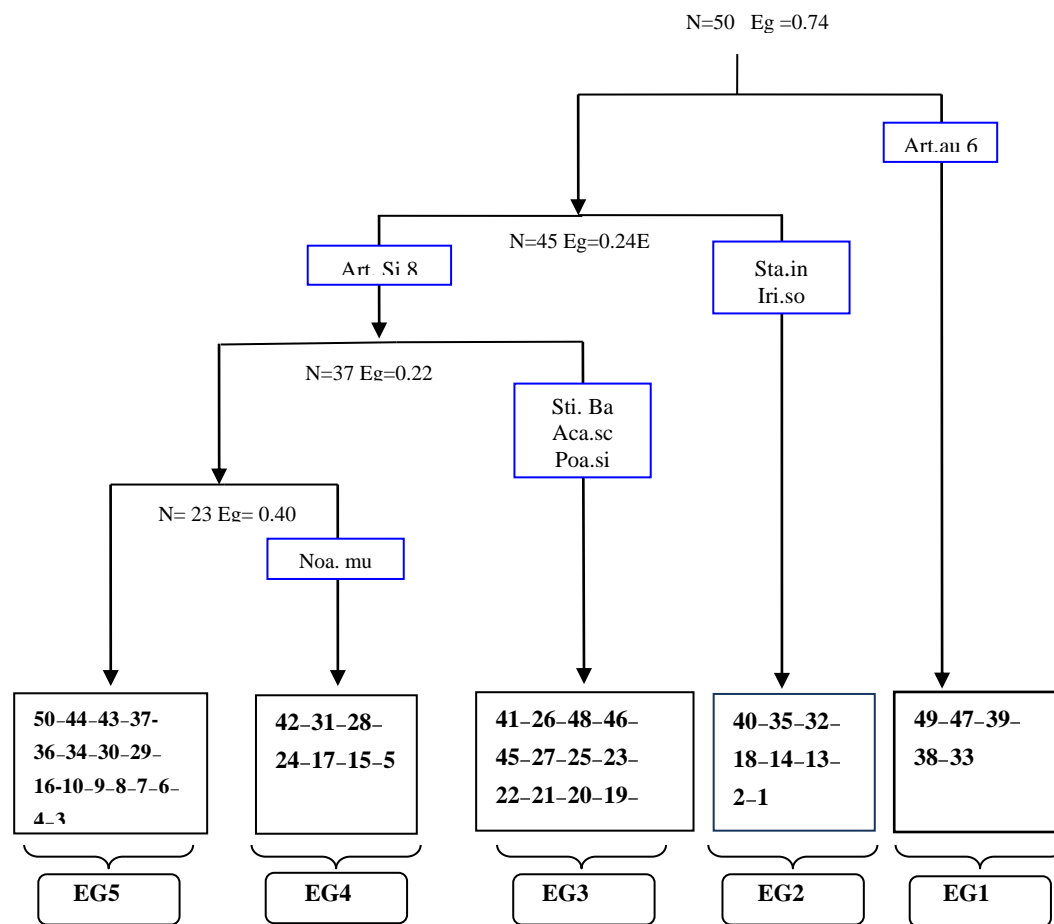 N=50 Eg =0.74
Art.au 6
N=45 Eg=0.24E
Art. Si 8
Sta.in
Iri.so
N=37 Eg=0.22
Sti. Ba
Aca.sc
Poa.si
N= 23 Eg= 0.40
Noa. mu
50-44-43-37-
36-34-30-29-
16-10-9-8-7-6-
4-3
42-31-28-
24-17-15-5
41-26-48-46-
45-27-25-23-
22-21-20-19-
40-35-32-
18-14-13-
2-1
49-47-39-
38-33
EG5
EG4
EG3
EG2
EG1